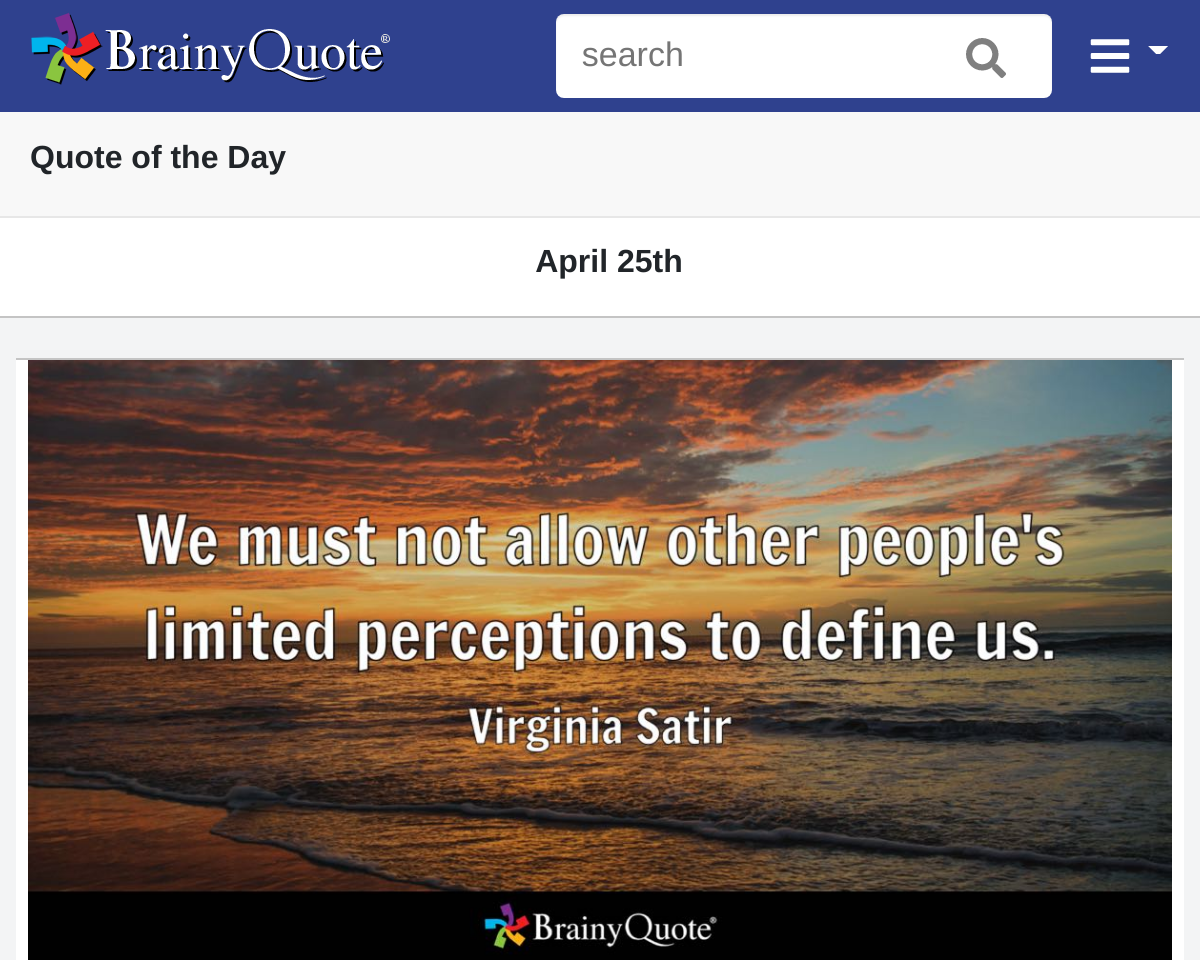 BrainyQuote®
search
Quote of the Day
April 25th
We must not allow other people's
limited perceptions to define us.
Virginia Satir
BrainyQuote®